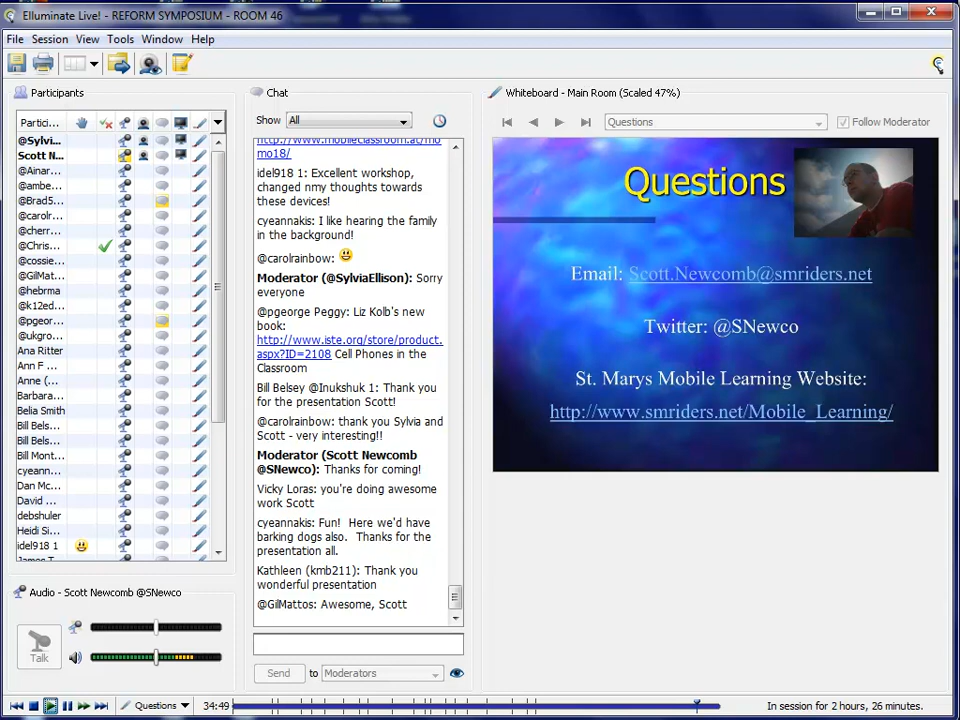 Elluminate Live! - REFORM SYMPOSIUM - ROOM 46
File Session View Tools Window Help
Participants
Partici...
@Sylvi...
Scott N...
@Ainar...
@ambe...
@Brad5...
@carolr...
@cherr...
@Chris...
@cossie...
@GilMat...
@hebrma
@k12ed...
@pgeor...
@ukgro...
Ana Ritter
Ann F ...
Anne (...
Barbara...
Belia Smith
Bill Bels...
Bill Bels...
Bill Mont...
cyeann...
Dan Mc...
David ...
debshuler
Heidi Si...
idel918 1
James T...
Audio - Scott Newcomb @SNewco
Talk
Chat
Show All
http://www.mobileclassroom.at/mo
mo18/
idel918 1: Excellent workshop,
changed nmy thoughts towards
these devices!
cyeannakis: I like hearing the family
in the background!
@carolrainbow:
Moderator (@SylviaEllison): Sorry
everyone
@pgeorge Peggy: Liz Kolb's new
book:
http://www.iste.org/store/product.
aspx?ID=2108 Cell Phones in the
Classroom
Bill Belsey @Inukshuk 1: Thank you
for the presentation Scott!
@carolrainbow: thank you Sylvia and
Scott - very interesting!!
Moderator (Scott Newcomb
@SNewco): Thanks for coming!
Vicky Loras: you're doing awesome
work Scott
cyeannakis: Fun! Here we'd have
barking dogs also. Thanks for the
presentation all.
Kathleen (kmb211): Thank you
wonderful presentation
@GilMattos: Awesome, Scott
Send to Moderators
Whiteboard - Main Room (Scaled 47%)
Questions Follow Moderator
Questions
Email: Scott.Newcomb@smriders.net
Twitter: @SNewco
St. Marys Mobile Learning Website:
http://www.smriders.net/Mobile_Learning/
Questions 34:49 In session for 2 hours, 26 minutes.